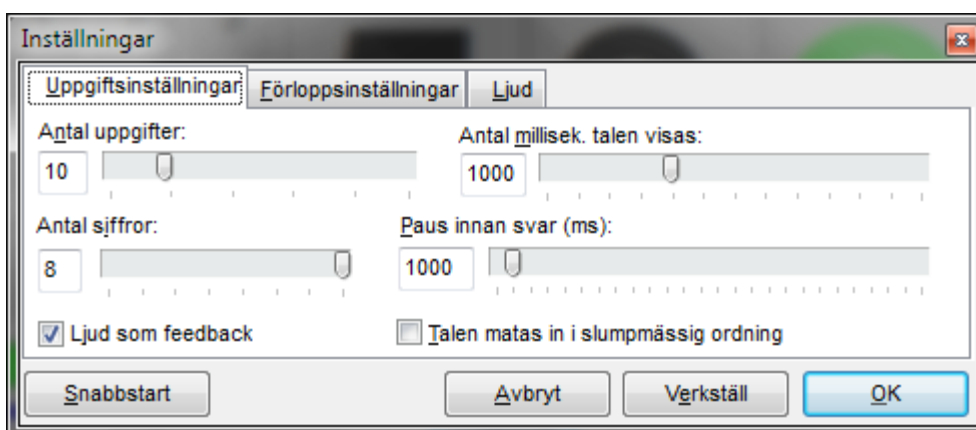 Inställningar
Uppgiftsinställningar Förloppsinställningar Ljud
Antal uppgifter: Antal millisek. talen visas:
10 1000
Antal siffror: Paus innan svar (ms):
8 1000
Ljud som feedback Talen matas in i slumpmässig ordning
Snabbstart Avbryt Verkställ OK